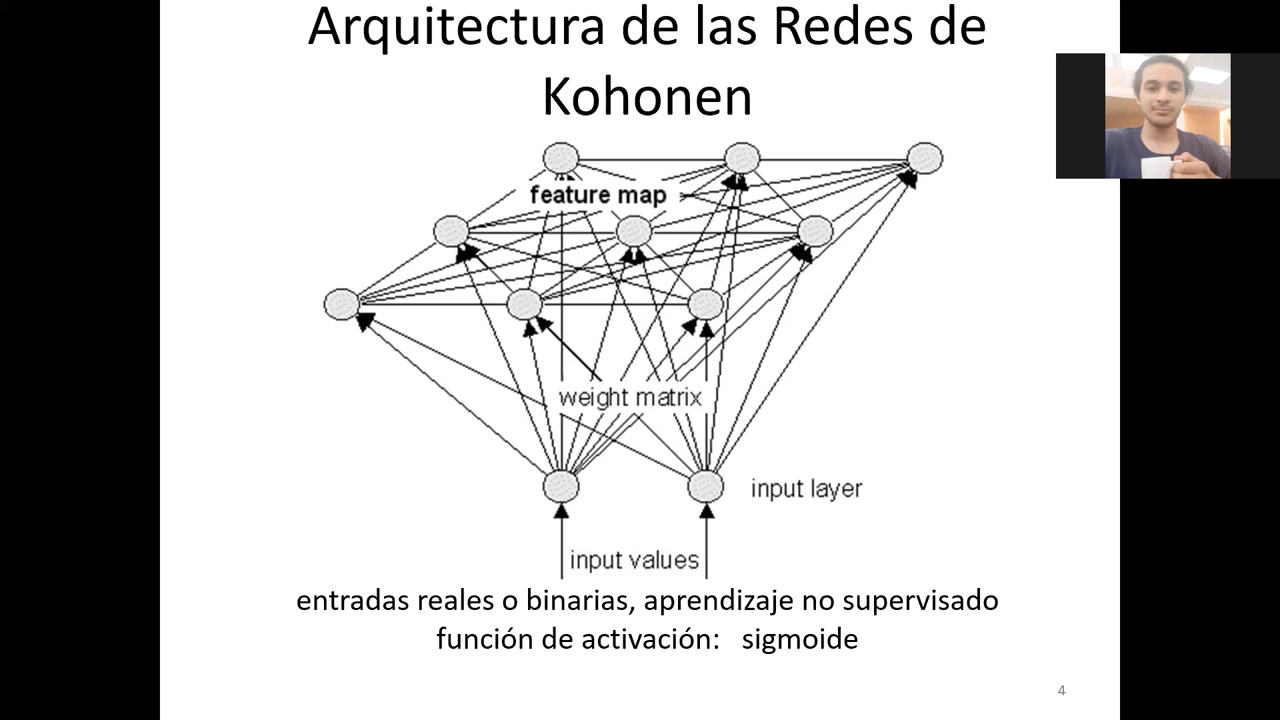 Arquitectura de las Redes de
Kohonen
feature map
weight matrix
input layer
input values
entradas reales o binarias, aprendizaje no supervisado
función de activación:   sigmoide
4